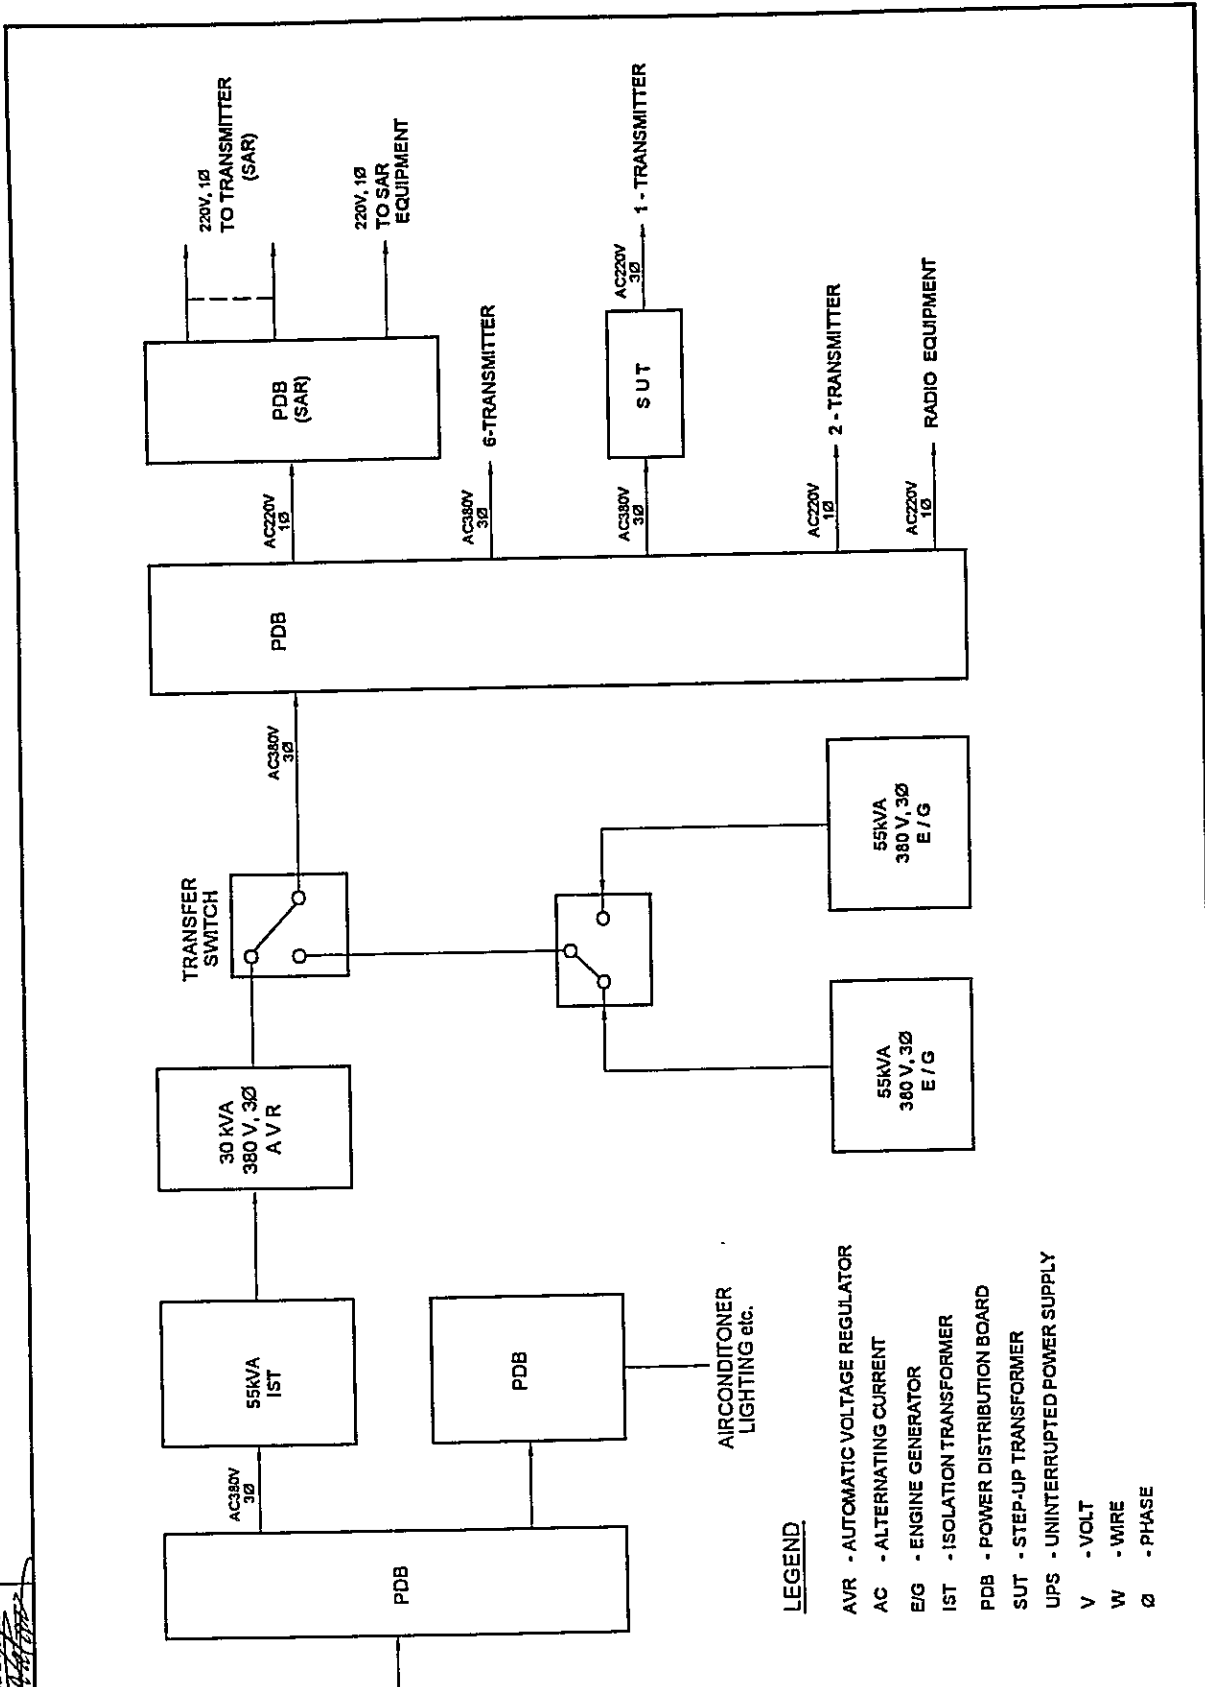 PDB
AC380V
3Ø
55kVA
IST
30 kVA
380 V, 3Ø
A V R
TRANSFER
SWITCH
AC380V
3Ø
PDB
AC220V
1Ø
PDB
(SAR)
220V, 1Ø
TO TRANSMITTER
(SAR)
220V, 1Ø
TO SAR
EQUIPMENT
AC380V
3Ø
6-TRANSMITTER
AC380V
3Ø
S U T
AC220V
3Ø
1 - TRANSMITTER
AC220V
1Ø
2 - TRANSMITTER
AC220V
1Ø
RADIO EQUIPMENT
PDB
AIRCONDITONER
LIGHTING etc.
55kVA
380 V, 3Ø
E / G
55kVA
380 V, 3Ø
E / G
LEGEND
AVR - AUTOMATIC VOLTAGE REGULATOR
AC - ALTERNATING CURRENT
E/G - ENGINE GENERATOR
IST - ISOLATION TRANSFORMER
PDB - POWER DISTRIBUTION BOARD
SUT - STEP-UP TRANSFORMER
UPS - UNINTERRUPTED POWER SUPPLY
V - VOLT
W - WIRE
Ø - PHASE